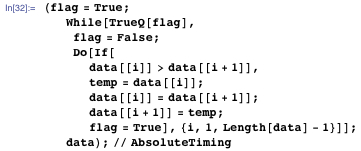 In[32]:= (flag = True;
While[TrueQ[flag],
flag = False;
Do[If[
data[[i]] > data[[i + 1]],
temp = data[[i]];
data[[i]] = data[[i + 1]];
data[[i + 1]] = temp;
flag = True], {i, 1, Length[data] - 1}]];
data); // AbsoluteTiming